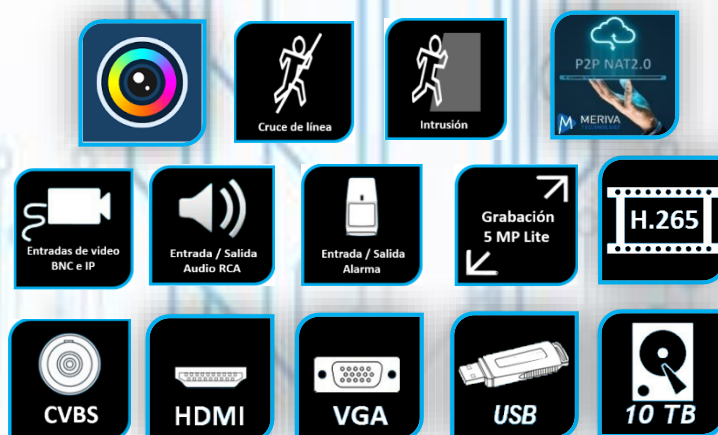 P2P NAT2.0
MERIVA
TECHNOLOGY
Cruce de línea
Intrusión
Entradas de video
BNC e IP
Entrada / Salida
Audio RCA
Entrada / Salida
Alarma
Grabación
5 MP Lite
H.265
CVBS
HDMI
VGA
USB
10 TB